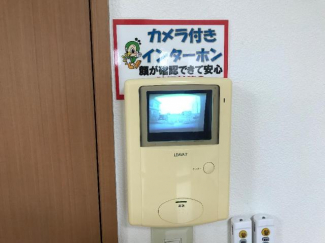 カメラ付き
インターホン
顔が確認できて安心